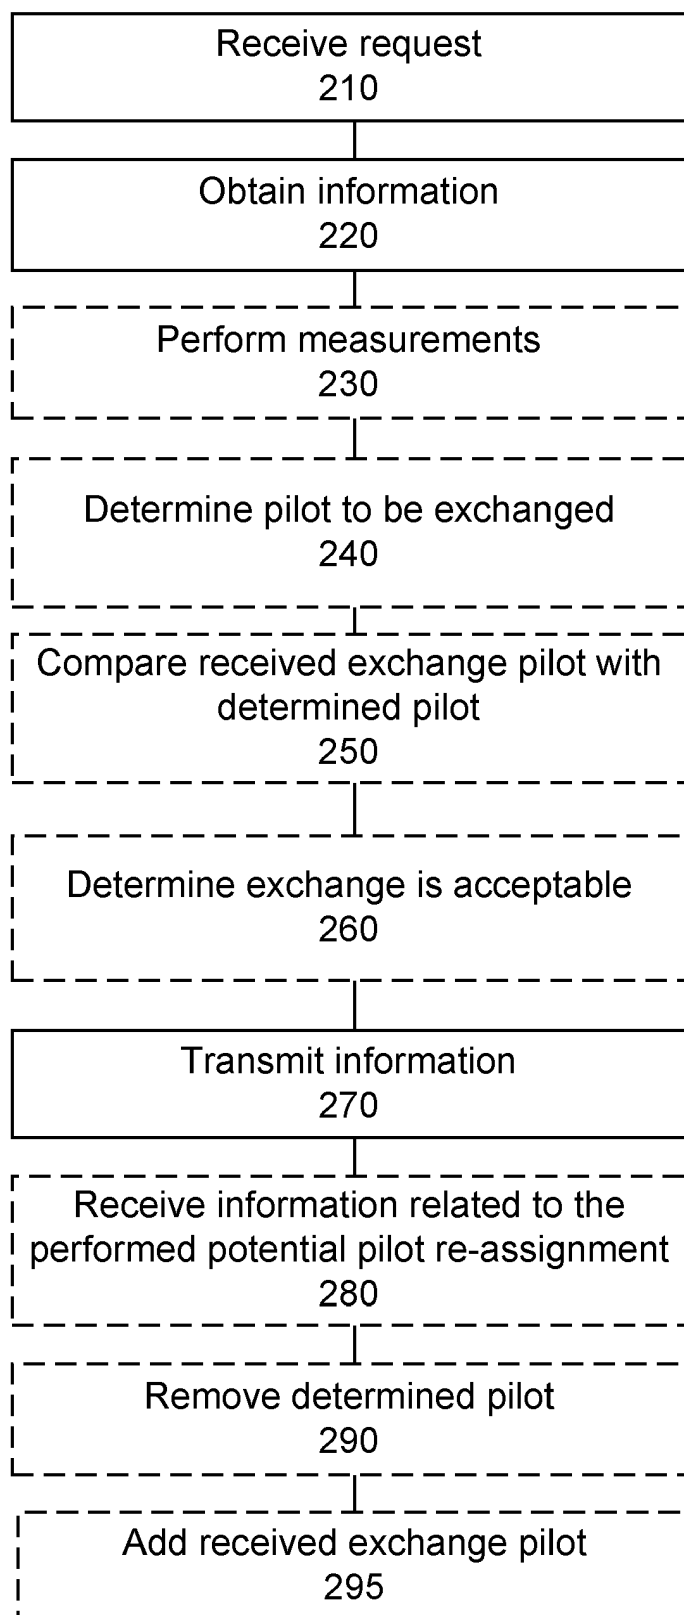 Receive request
210
Obtain information
220
Perform measurements
230
Determine pilot to be exchanged
240
Compare received exchange pilot with
determined pilot
250
Determine exchange is acceptable
260
Transmit information
270
Receive information related to the
performed potential pilot re-assignment
280
Remove determined pilot
290
Add received exchange pilot
295